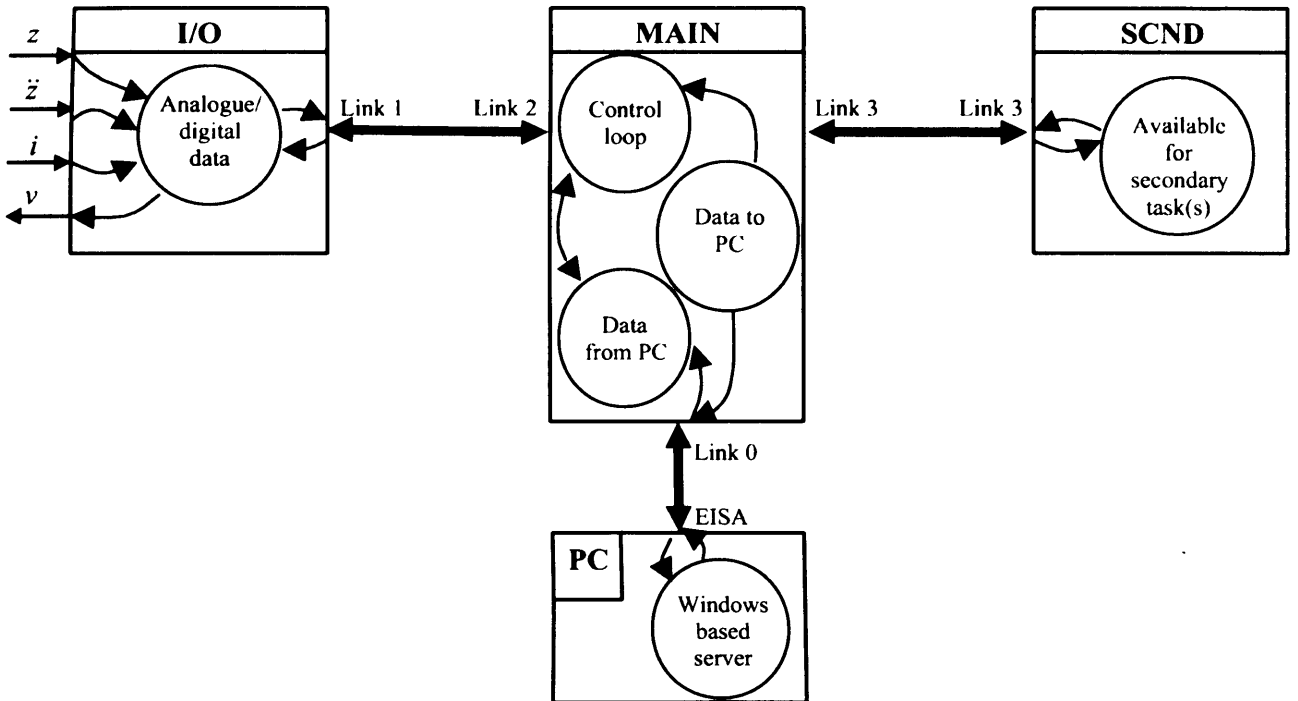 I/O
MAIN
SCND
z
z̈
i
v
Analogue/
digital
data
Link 1
Link 2
Control
loop
Data to
PC
Data
from PC
Link 3
Link 3
Available
for
secondary
task(s)
Link 0
EISA
PC
Windows
based
server